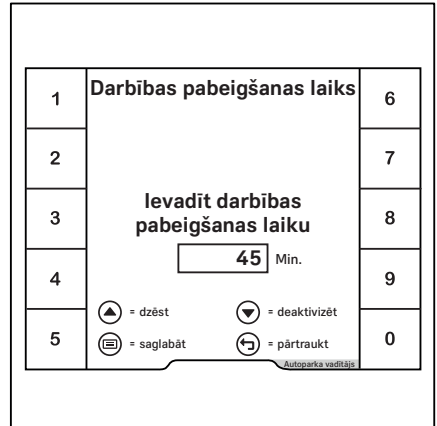 Darbības pabeigšanas laiks
1
6
2
7
Ievadīt darbības
pabeigšanas laiku
3
8
45 Min.
4
9
= dzēst
= deaktivizēt
5
= saglabāt
= pārtraukt
0
Autoparka vadītājs